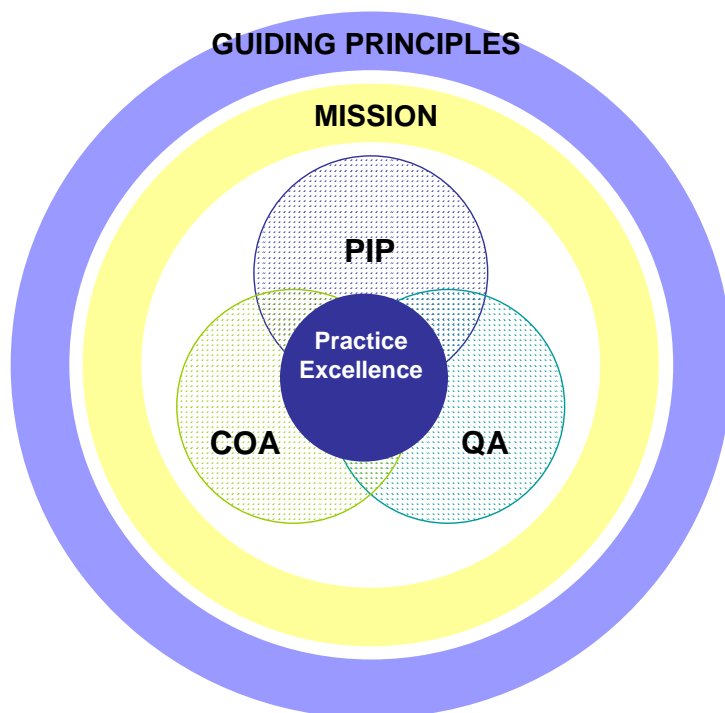 GUIDING PRINCIPLES
MISSION
PIP
Practice
Excellence
COA
QA